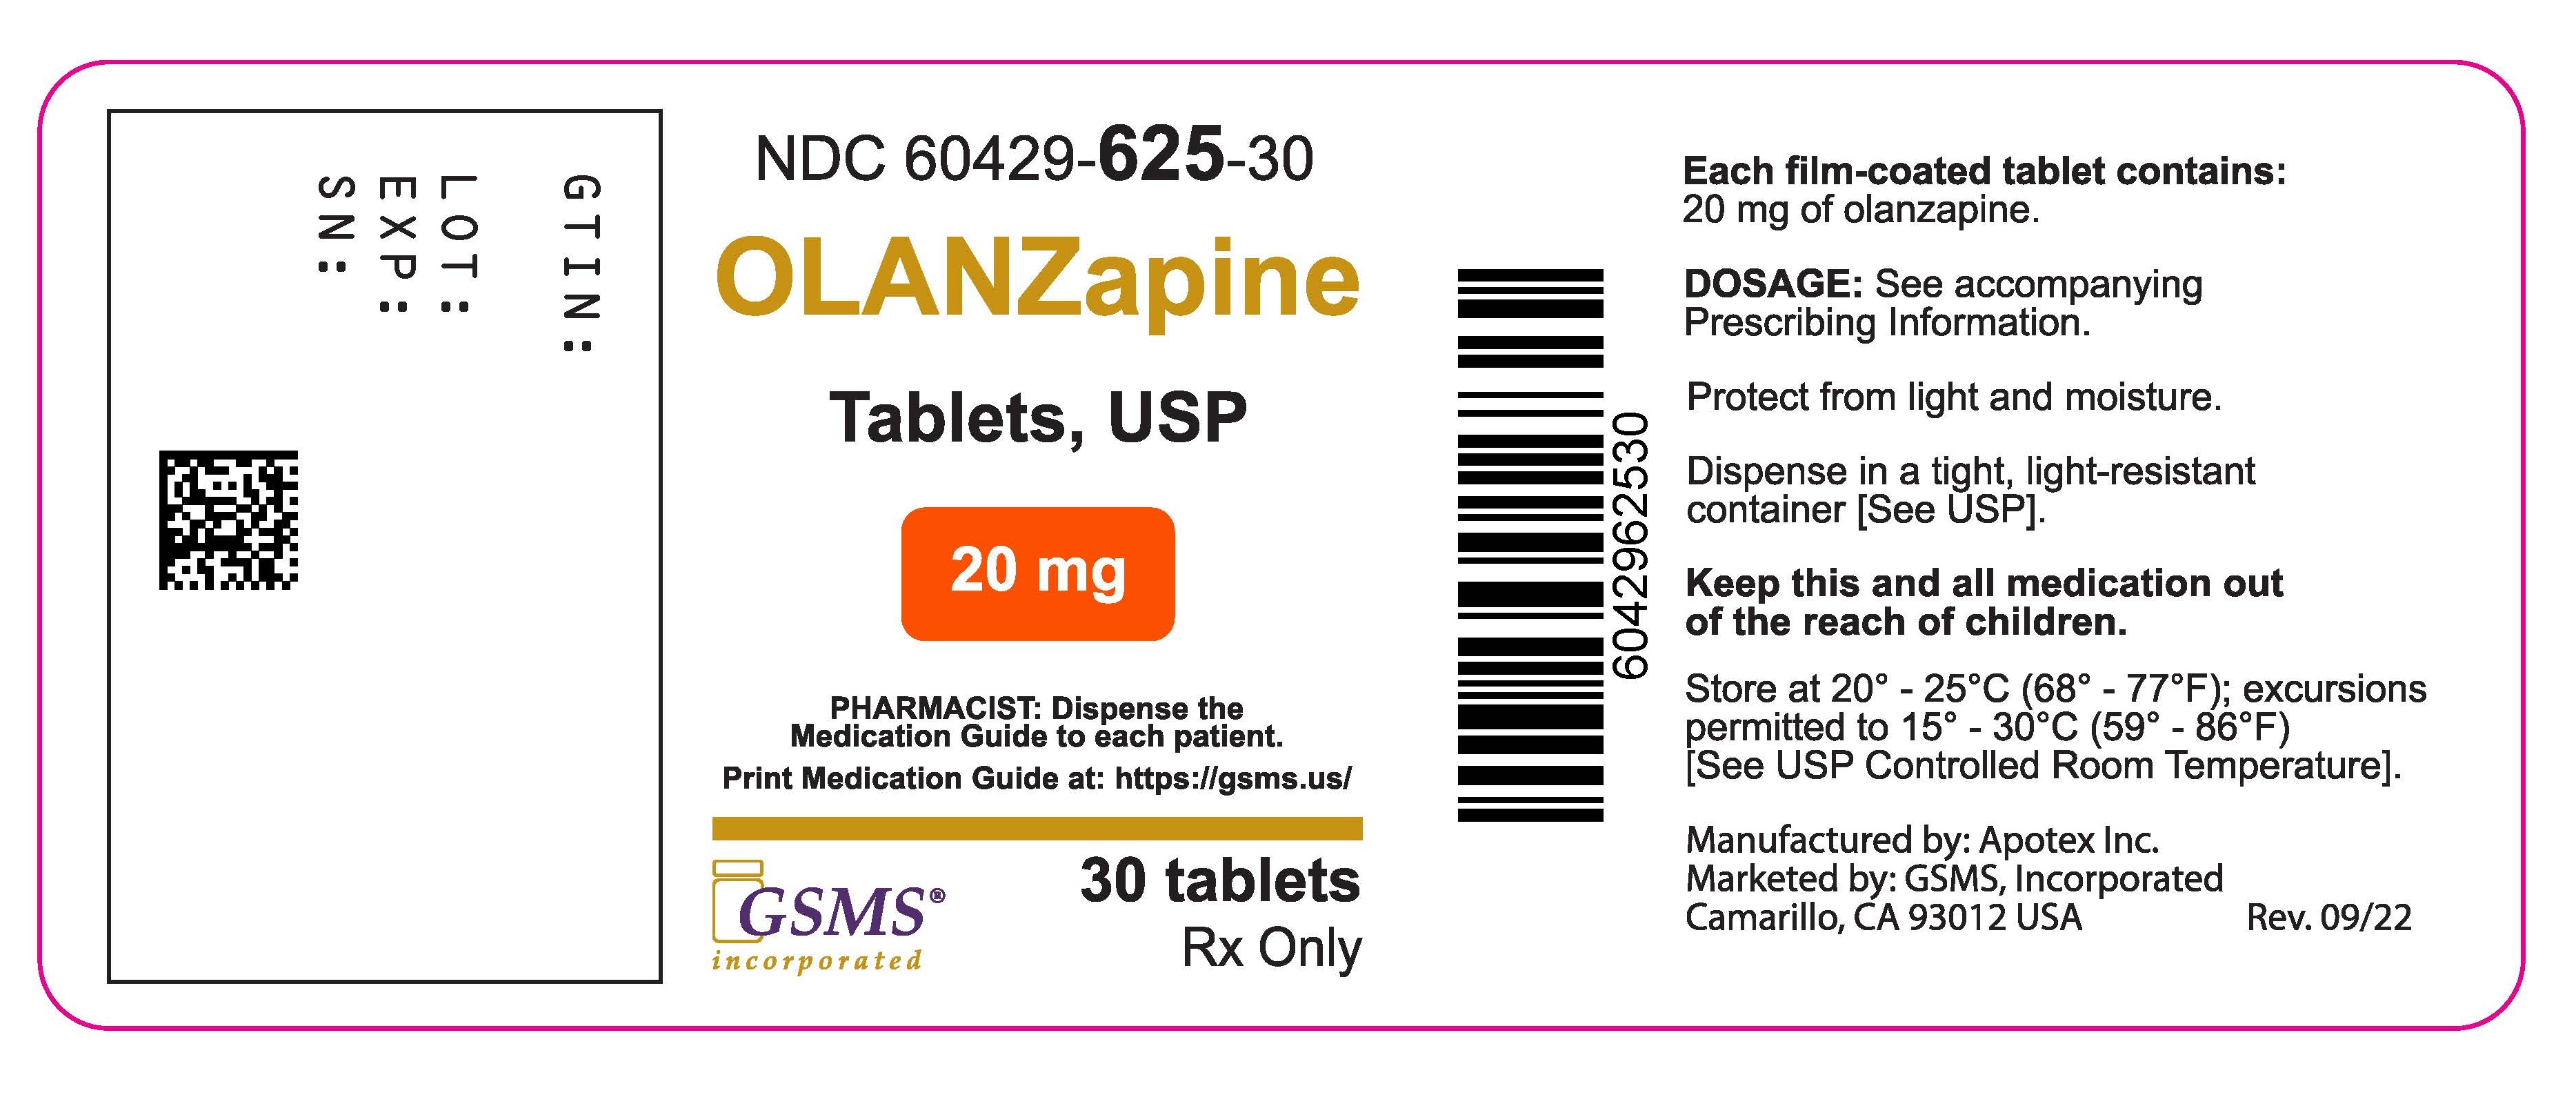 GTIN:
LOT:
EXP:
SN:
NDC 60429-625-30
OLANZapine
Tablets, USP
20 mg
PHARMACIST: Dispense the
Medication Guide to each patient.
Print Medication Guide at: https://gsms.us/
GSMS®
incorporated
30 tablets
Rx Only
6042962530
Each film-coated tablet contains:
20 mg of olanzapine.
DOSAGE: See accompanying
Prescribing Information.
Protect from light and moisture.
Dispense in a tight, light-resistant
container [See USP].
Keep this and all medication out
of the reach of children.
Store at 20° - 25°C (68° - 77°F); excursions
permitted to 15° - 30°C (59° - 86°F)
[See USP Controlled Room Temperature].
Manufactured by: Apotex Inc.
Marketed by: GSMS, Incorporated
Camarillo, CA 93012 USA Rev. 09/22